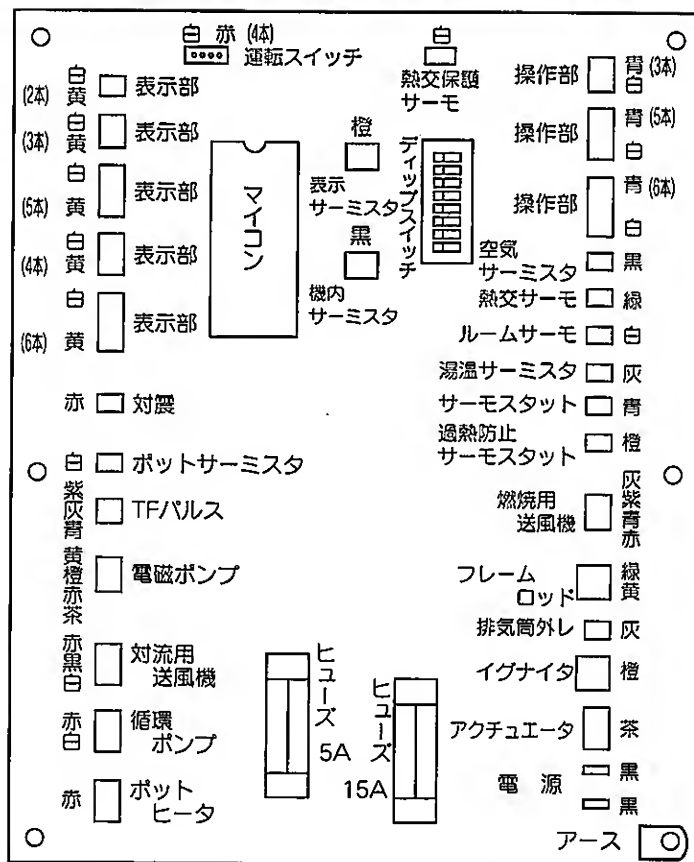 白 赤 (4本)
運転スイッチ
白
熱交保護
サーモ
(2本) 白 黄 表示部
(3本) 白 黄 表示部
(5本) 白 黄 表示部
(4本) 白 黄 表示部
(6本) 白 黄 表示部
赤 対震
白 ポットサーミスタ
紫 灰 青 TFパルス
黄 橙 赤 茶 電磁ポンプ
赤 黒 白 対流用
送風機
赤 白 循環
ポンプ
赤 ポット
ヒータ
マイコン
橙
表示
サーミスタ
黒
機内
サーミスタ
ディップスイッチ
ヒューズ
5A
ヒューズ
15A
操作部 青 白 (3本)
操作部 青 白 (5本)
操作部 青 白 (6本)
空気
サーミスタ 黒
熱交サーモ 緑
ルームサーモ 白
湯温サーミスタ 灰
サーモスタット 青
過熱防止
サーモスタット 橙
燃焼用
送風機 灰 紫 青 赤
フレーム
ロッド 緑 黄
排気筒外レ 灰
イグナイタ 橙
アクチュエータ 茶
電源 黒
黒
アース